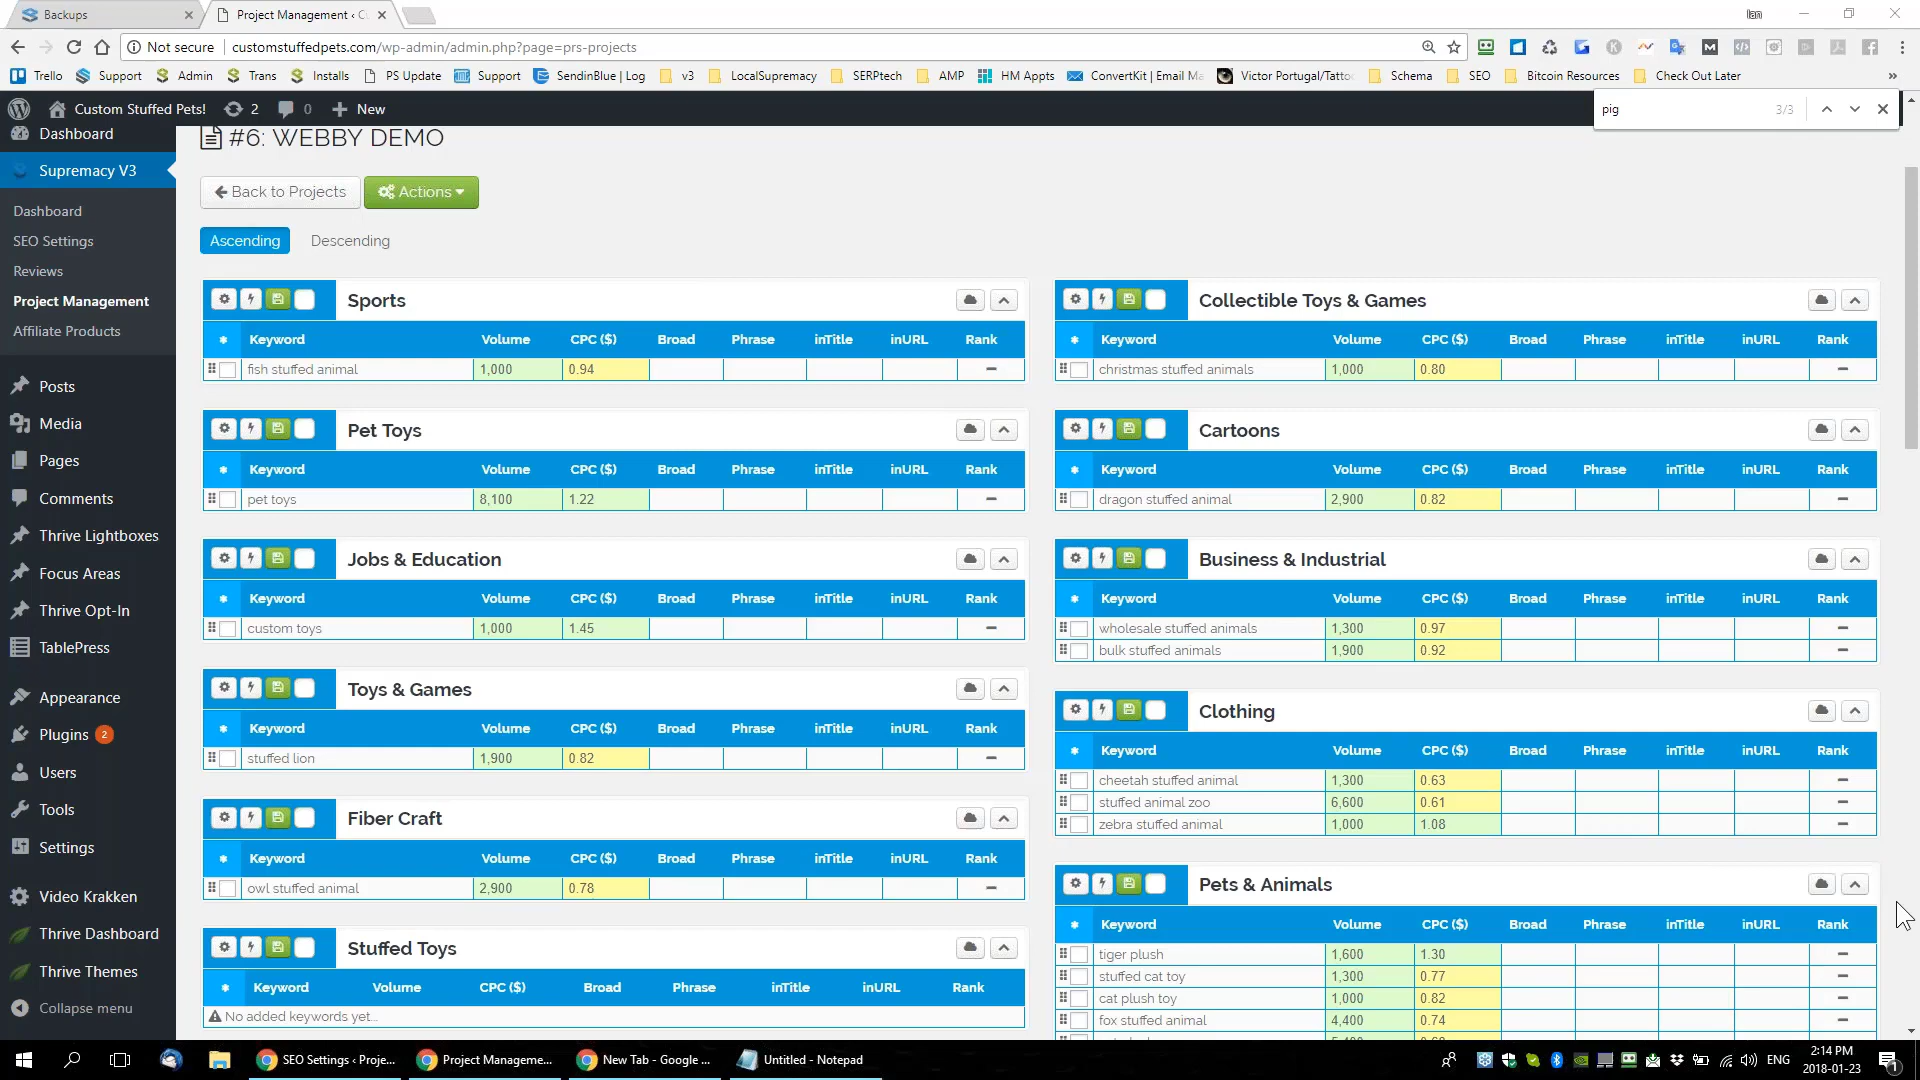 Backups
Project Management ‹ C
Ian
Not secure
customstuffedpets.com/wp-admin/admin.php?page=prs-projects
Trello
Support
Admin
Trans
Installs
PS Update
Support
SendinBlue | Log
v3
LocalSupremacy
SERPtech
AMP
HM Appts
ConvertKit | Email Ma
Victor Portugal/Tattoo
Schema
SEO
Bitcoin Resources
Check Out Later
»
pig
3/3
Custom Stuffed Pets!
2
0
New
Dashboard
Supremacy V3
Dashboard
SEO Settings
Reviews
Project Management
Affiliate Products
Posts
Media
Pages
Comments
Thrive Lightboxes
Focus Areas
Thrive Opt-In
TablePress
Appearance
Plugins 2
Users
Tools
Settings
Video Krakken
Thrive Dashboard
Thrive Themes
Collapse menu
#6: WEBBY DEMO
Back to Projects
Actions
Ascending
Descending
Sports
Keyword Volume CPC ($) Broad Phrase inTitle inURL Rank
fish stuffed animal 1,000 0.94
Pet Toys
Keyword Volume CPC ($) Broad Phrase inTitle inURL Rank
pet toys 8,100 1.22
Jobs & Education
Keyword Volume CPC ($) Broad Phrase inTitle inURL Rank
custom toys 1,000 1.45
Toys & Games
Keyword Volume CPC ($) Broad Phrase inTitle inURL Rank
stuffed lion 1,900 0.82
Fiber Craft
Keyword Volume CPC ($) Broad Phrase inTitle inURL Rank
owl stuffed animal 2,900 0.78
Stuffed Toys
Keyword Volume CPC ($) Broad Phrase inTitle inURL Rank
No added keywords yet...
Collectible Toys & Games
Keyword Volume CPC ($) Broad Phrase inTitle inURL Rank
christmas stuffed animals 1,000 0.80
Cartoons
Keyword Volume CPC ($) Broad Phrase inTitle inURL Rank
dragon stuffed animal 2,900 0.82
Business & Industrial
Keyword Volume CPC ($) Broad Phrase inTitle inURL Rank
wholesale stuffed animals 1,300 0.97
bulk stuffed animals 1,900 0.92
Clothing
Keyword Volume CPC ($) Broad Phrase inTitle inURL Rank
cheetah stuffed animal 1,300 0.63
stuffed animal zoo 6,600 0.61
zebra stuffed animal 1,000 1.08
Pets & Animals
Keyword Volume CPC ($) Broad Phrase inTitle inURL Rank
tiger plush 1,600 1.30
stuffed cat toy 1,300 0.77
cat plush toy 1,000 0.82
fox stuffed animal 4,400 0.74
SEO Settings ‹ Proje...
Project Manageme...
New Tab - Google ...
Untitled - Notepad
ENG
2:14 PM
2018-01-23
1